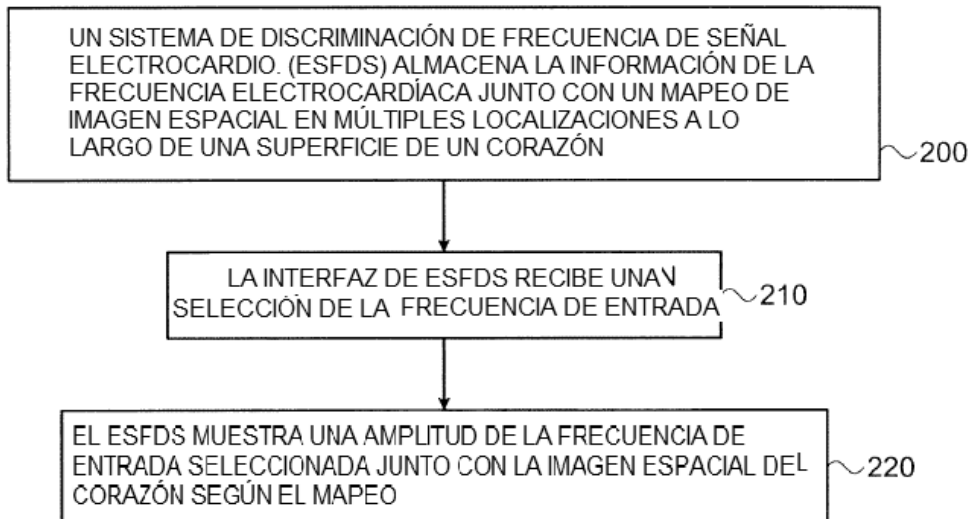 UN SISTEMA DE DISCRIMINACIÓN DE FRECUENCIA DE SEÑAL
ELECTROCARDIO. (ESFDS) ALMACENA LA INFORMACIÓN DE LA
FRECUENCIA ELECTROCARDÍACA JUNTO CON UN MAPEO DE
IMAGEN ESPACIAL EN MÚLTIPLES LOCALIZACIONES A LO
LARGO DE UNA SUPERFICIE DE UN CORAZÓN
200
LA INTERFAZ DE ESFDS RECIBE UNA\
SELECCIÓN DE LA FRECUENCIA DE ENTRADA
210
EL ESFDS MUESTRA UNA AMPLITUD DE LA FRECUENCIA DE
ENTRADA SELECCIONADA JUNTO CON LA IMAGEN ESPACIAL DEL
CORAZÓN SEGÚN EL MAPEO
220